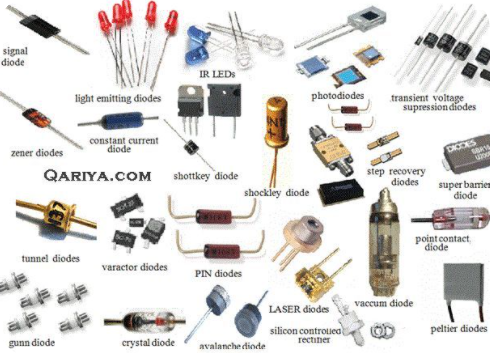 signal
diode
light emitting diodes
IR LEDs
photodiodes
transient voltage
supression diodes
zener diodes
constant current
diode
shottkey diode
shockley diode
step recovery
diodes
super barrier
diode
QARIYA.COM
tunnel diodes
varactor diodes
PIN diodes
LASER diodes
vaccum diode
point contact
diode
peltier diodes
gunn diode
crystal diode
avalanche diode
silicon controlled
rectifier
DIODES